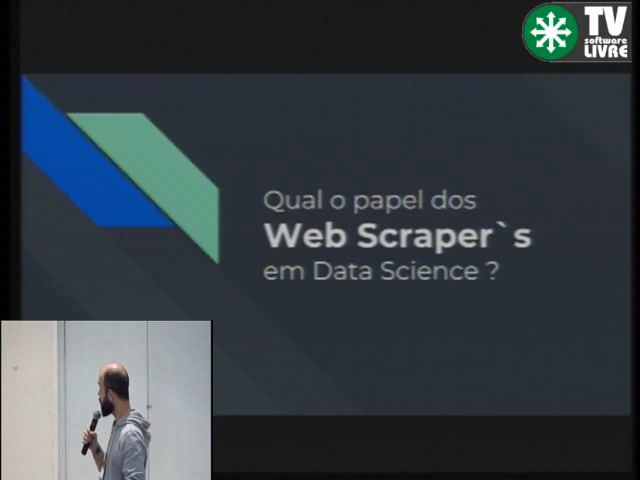 TV
software
LIVRE
Qual o papel dos
Web Scraper`s
em Data Science ?